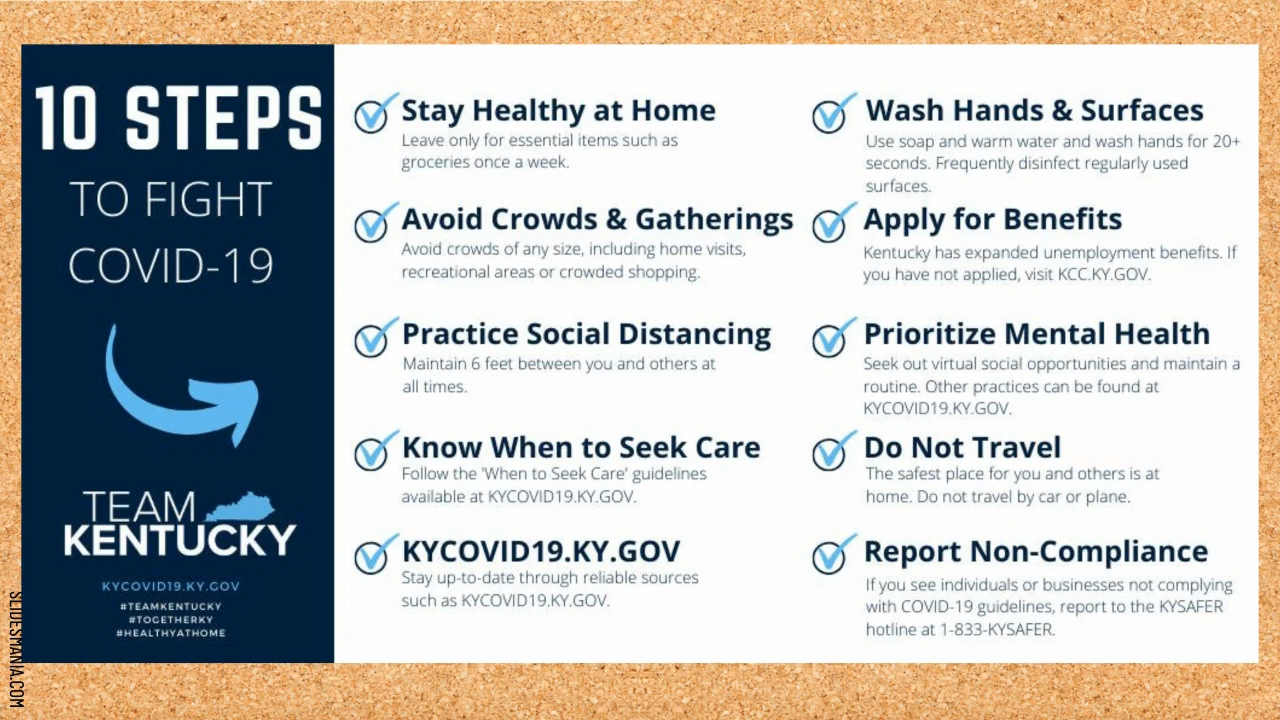 10 STEPS
TO FIGHT
COVID-19
TEAM
KENTUCKY
KYCOVID19.KY.GOV
#TEAMKENTUCKY
#TOGETHERKY
#HEALTHYATHOME
Stay Healthy at Home
Leave only for essential items such as
groceries once a week.
Avoid Crowds & Gatherings
Avoid crowds of any size, including home visits,
recreational areas or crowded shopping.
Practice Social Distancing
Maintain 6 feet between you and others at
all times.
Know When to Seek Care
Follow the 'When to Seek Care' guidelines
available at KYCOVID19.KY.GOV.
KYCOVID19.KY.GOV
Stay up-to-date through reliable sources
such as KYCOVID19.KY.GOV.
Wash Hands & Surfaces
Use soap and warm water and wash hands for 20+
seconds. Frequently disinfect regularly used
surfaces.
Apply for Benefits
Kentucky has expanded unemployment benefits. If
you have not applied, visit KCC.KY.GOV.
Prioritize Mental Health
Seek out virtual social opportunities and maintain a
routine. Other practices can be found at
KYCOVID19.KY.GOV.
Do Not Travel
The safest place for you and others is at
home. Do not travel by car or plane.
Report Non-Compliance
If you see individuals or businesses not complying
with COVID-19 guidelines, report to the KYSAFER
hotline at 1-833-KYSAFER.
SLIDESMANIA.COM